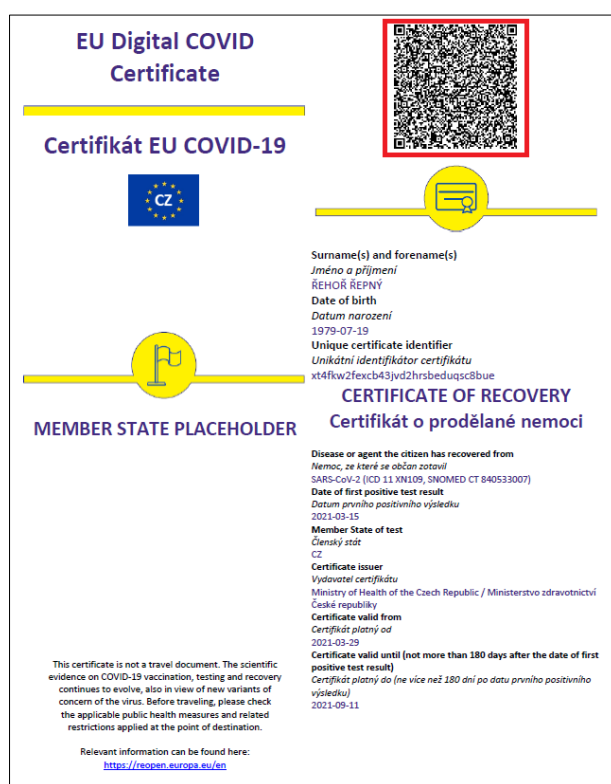 EU Digital COVID
Certificate
Certifikát EU COVID-19
CZ
MEMBER STATE PLACEHOLDER
This certificate is not a travel document. The scientific
evidence on COVID-19 vaccination, testing and recovery
continues to evolve, also in view of new variants of
concern of the virus. Before traveling, please check
the applicable public health measures and related
restrictions applied at the point of destination.
Relevant information can be found here:
https://reopen.europa.eu/en
Surname(s) and forename(s)
Jméno a příjmení
ŘEHOŘ ŘEPNÝ
Date of birth
Datum narození
1979-07-19
Unique certificate identifier
Unikátní identifikátor certifikátu
xt4fkw2fexcb43jvd2hrsbeduqsc8bue
CERTIFICATE OF RECOVERY
Certifikát o prodělané nemoci
Disease or agent the citizen has recovered from
Nemoc, ze které se občan zotavil
SARS-CoV-2 (ICD 11 XN109, SNOMED CT 840533007)
Date of first positive test result
Datum prvního positivního výsledku
2021-03-15
Member State of test
Členský stát
CZ
Certificate issuer
Vydavatel certifikátu
Ministry of Health of the Czech Republic / Ministerstvo zdravotnictví
České republiky
Certificate valid from
Certifikát platný od
2021-03-29
Certificate valid until (not more than 180 days after the date of first
positive test result)
Certifikát platný do (ne více než 180 dní po datu prvního positivního
výsledku)
2021-09-11